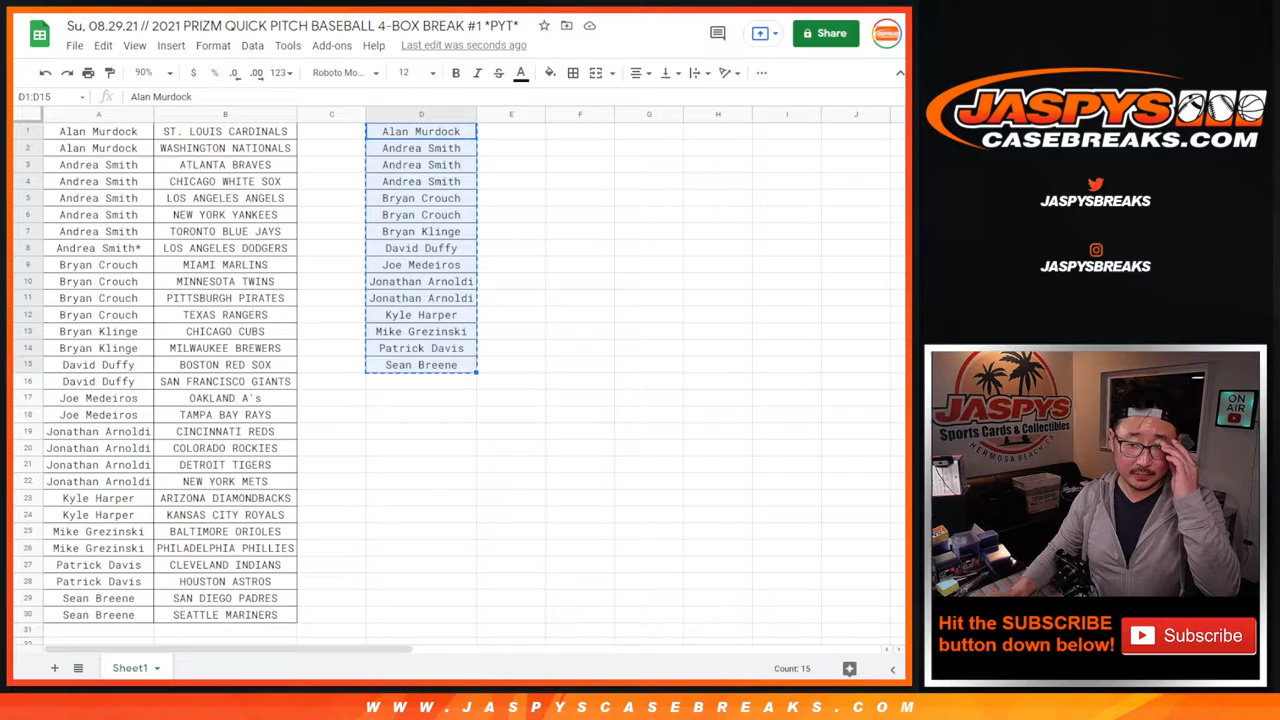 Su, 08.29.21 // 2021 PRIZM QUICK PITCH BASEBALL 4-BOX BREAK #1 *PYT*
File Edit View Insert Format Data Tools Add-ons Help Last edit was seconds ago
Share
90% $ % .0 .00 123 Roboto Mo... 12 B I S A
D1:D15 fx Alan Murdock
A B C D E F G H I J
1 Alan Murdock ST. LOUIS CARDINALS Alan Murdock
2 Alan Murdock WASHINGTON NATIONALS Andrea Smith
3 Andrea Smith ATLANTA BRAVES Andrea Smith
4 Andrea Smith CHICAGO WHITE SOX Andrea Smith
5 Andrea Smith LOS ANGELES ANGELS Bryan Crouch
6 Andrea Smith NEW YORK YANKEES Bryan Crouch
7 Andrea Smith TORONTO BLUE JAYS Bryan Klinge
8 Andrea Smith* LOS ANGELES DODGERS David Duffy
9 Bryan Crouch MIAMI MARLINS Joe Medeiros
10 Bryan Crouch MINNESOTA TWINS Jonathan Arnoldi
11 Bryan Crouch PITTSBURGH PIRATES Jonathan Arnoldi
12 Bryan Crouch TEXAS RANGERS Kyle Harper
13 Bryan Klinge CHICAGO CUBS Mike Grezinski
14 Bryan Klinge MILWAUKEE BREWERS Patrick Davis
15 David Duffy BOSTON RED SOX Sean Breene
16 David Duffy SAN FRANCISCO GIANTS
17 Joe Medeiros OAKLAND A's
18 Joe Medeiros TAMPA BAY RAYS
19 Jonathan Arnoldi CINCINNATI REDS
20 Jonathan Arnoldi COLORADO ROCKIES
21 Jonathan Arnoldi DETROIT TIGERS
22 Jonathan Arnoldi NEW YORK METS
23 Kyle Harper ARIZONA DIAMONDBACKS
24 Kyle Harper KANSAS CITY ROYALS
25 Mike Grezinski BALTIMORE ORIOLES
26 Mike Grezinski PHILADELPHIA PHILLIES
27 Patrick Davis CLEVELAND INDIANS
28 Patrick Davis HOUSTON ASTROS
29 Sean Breene SAN DIEGO PADRES
30 Sean Breene SEATTLE MARINERS
31
Sheet1
Count: 15
JASPYS
CASEBREAKS.COM
JASPYSBREAKS
JASPYSBREAKS
JASPYS
Sports Cards & Collectibles
HERMOSA BEACH, CA
ON
AIR
Hit the SUBSCRIBE
button down below!
Subscribe
WWW.JASPYSCASEBREAKS.COM